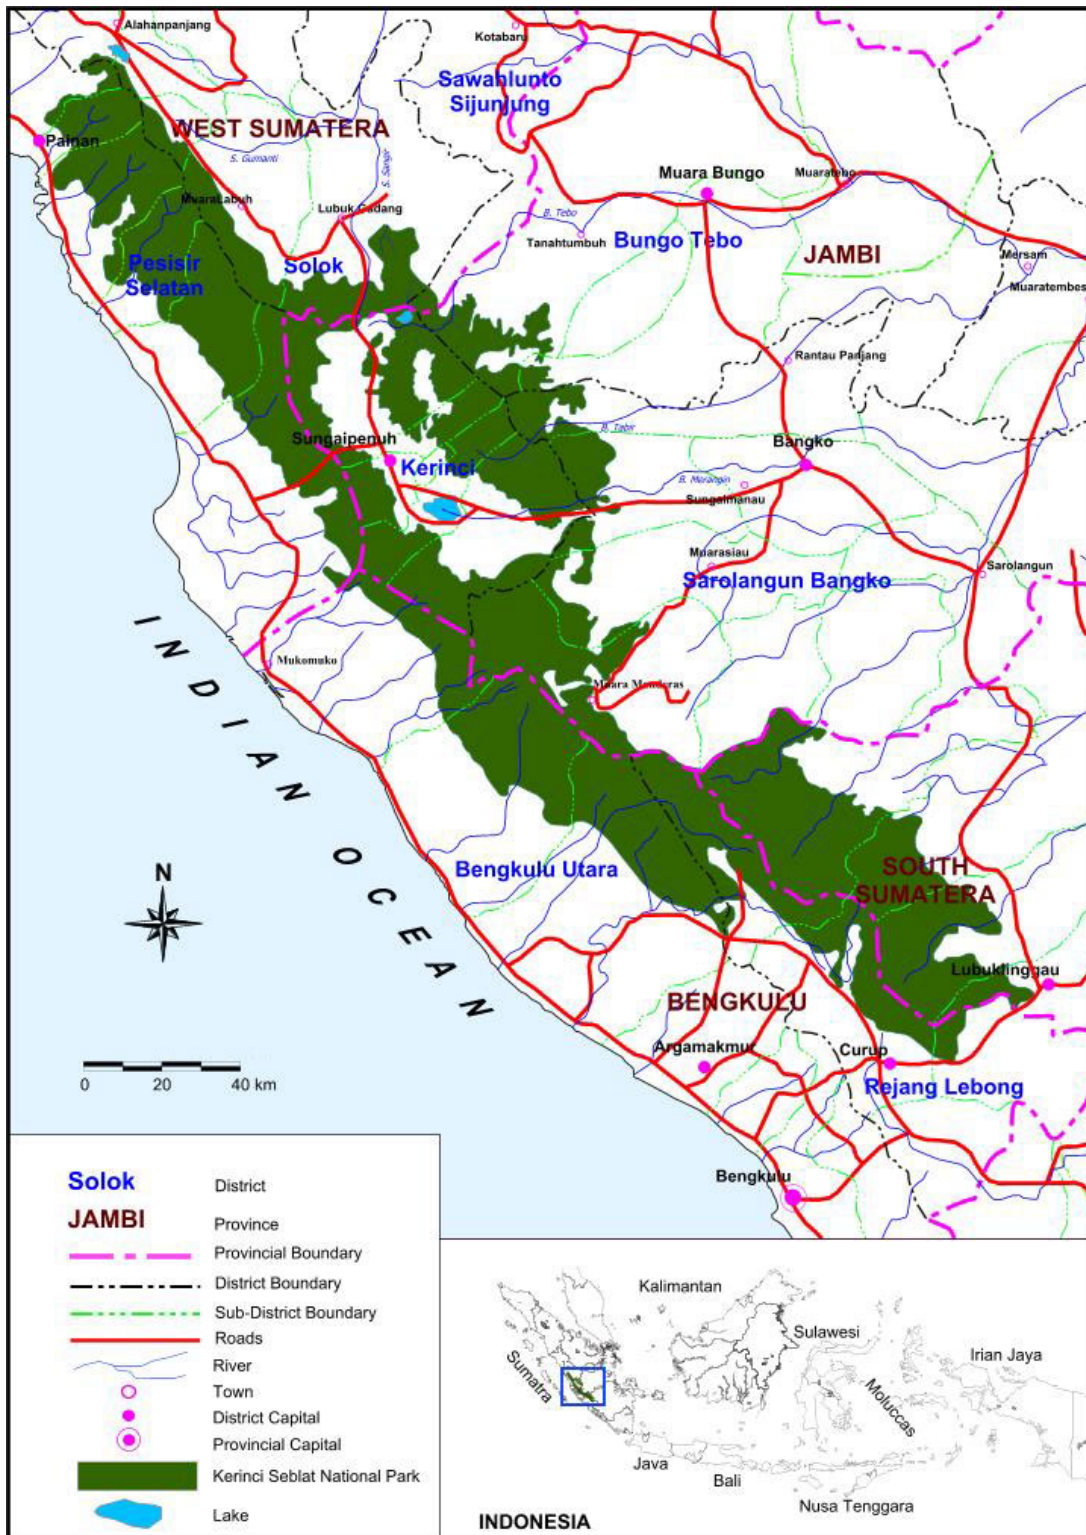 Alahanpanjang
Kotabaru
Sawahlunto
Sijunjung
WEST SUMATERA
Painan
S. Gumanti
S. Sangir
Muara Bungo
Muaratebo
MuaraLabuh
Lubuk Gadang
B. Tebo
Tanahtumbuh
Bungo Tebo
JAMBI
Mersam
Muaratembes
Pesisir
Selatan
Solok
Rantau Panjang
Sungaipenuh
B. Tabir
Bangko
Kerinci
B. Merangin
Sungaimanau
Muarasiau
Sarolangun
Sarolangun Bangko
INDIAN OCEAN
Mukomuko
Maara Monderas
Bengkulu Utara
SOUTH
SUMATERA
N
Lubuklinggau
BENGKULU
Argamakmur
Curup
Rejang Lebong
0 20 40 km
Bengkulu
Solok District
JAMBI Province
Provincial Boundary
District Boundary
Sub-District Boundary
Roads
River
Town
District Capital
Provincial Capital
Kerinci Seblat National Park
Lake
Kalimantan
Sulawesi
Irian Jaya
Sumatra
Moluccas
Java
Bali
Nusa Tenggara
INDONESIA